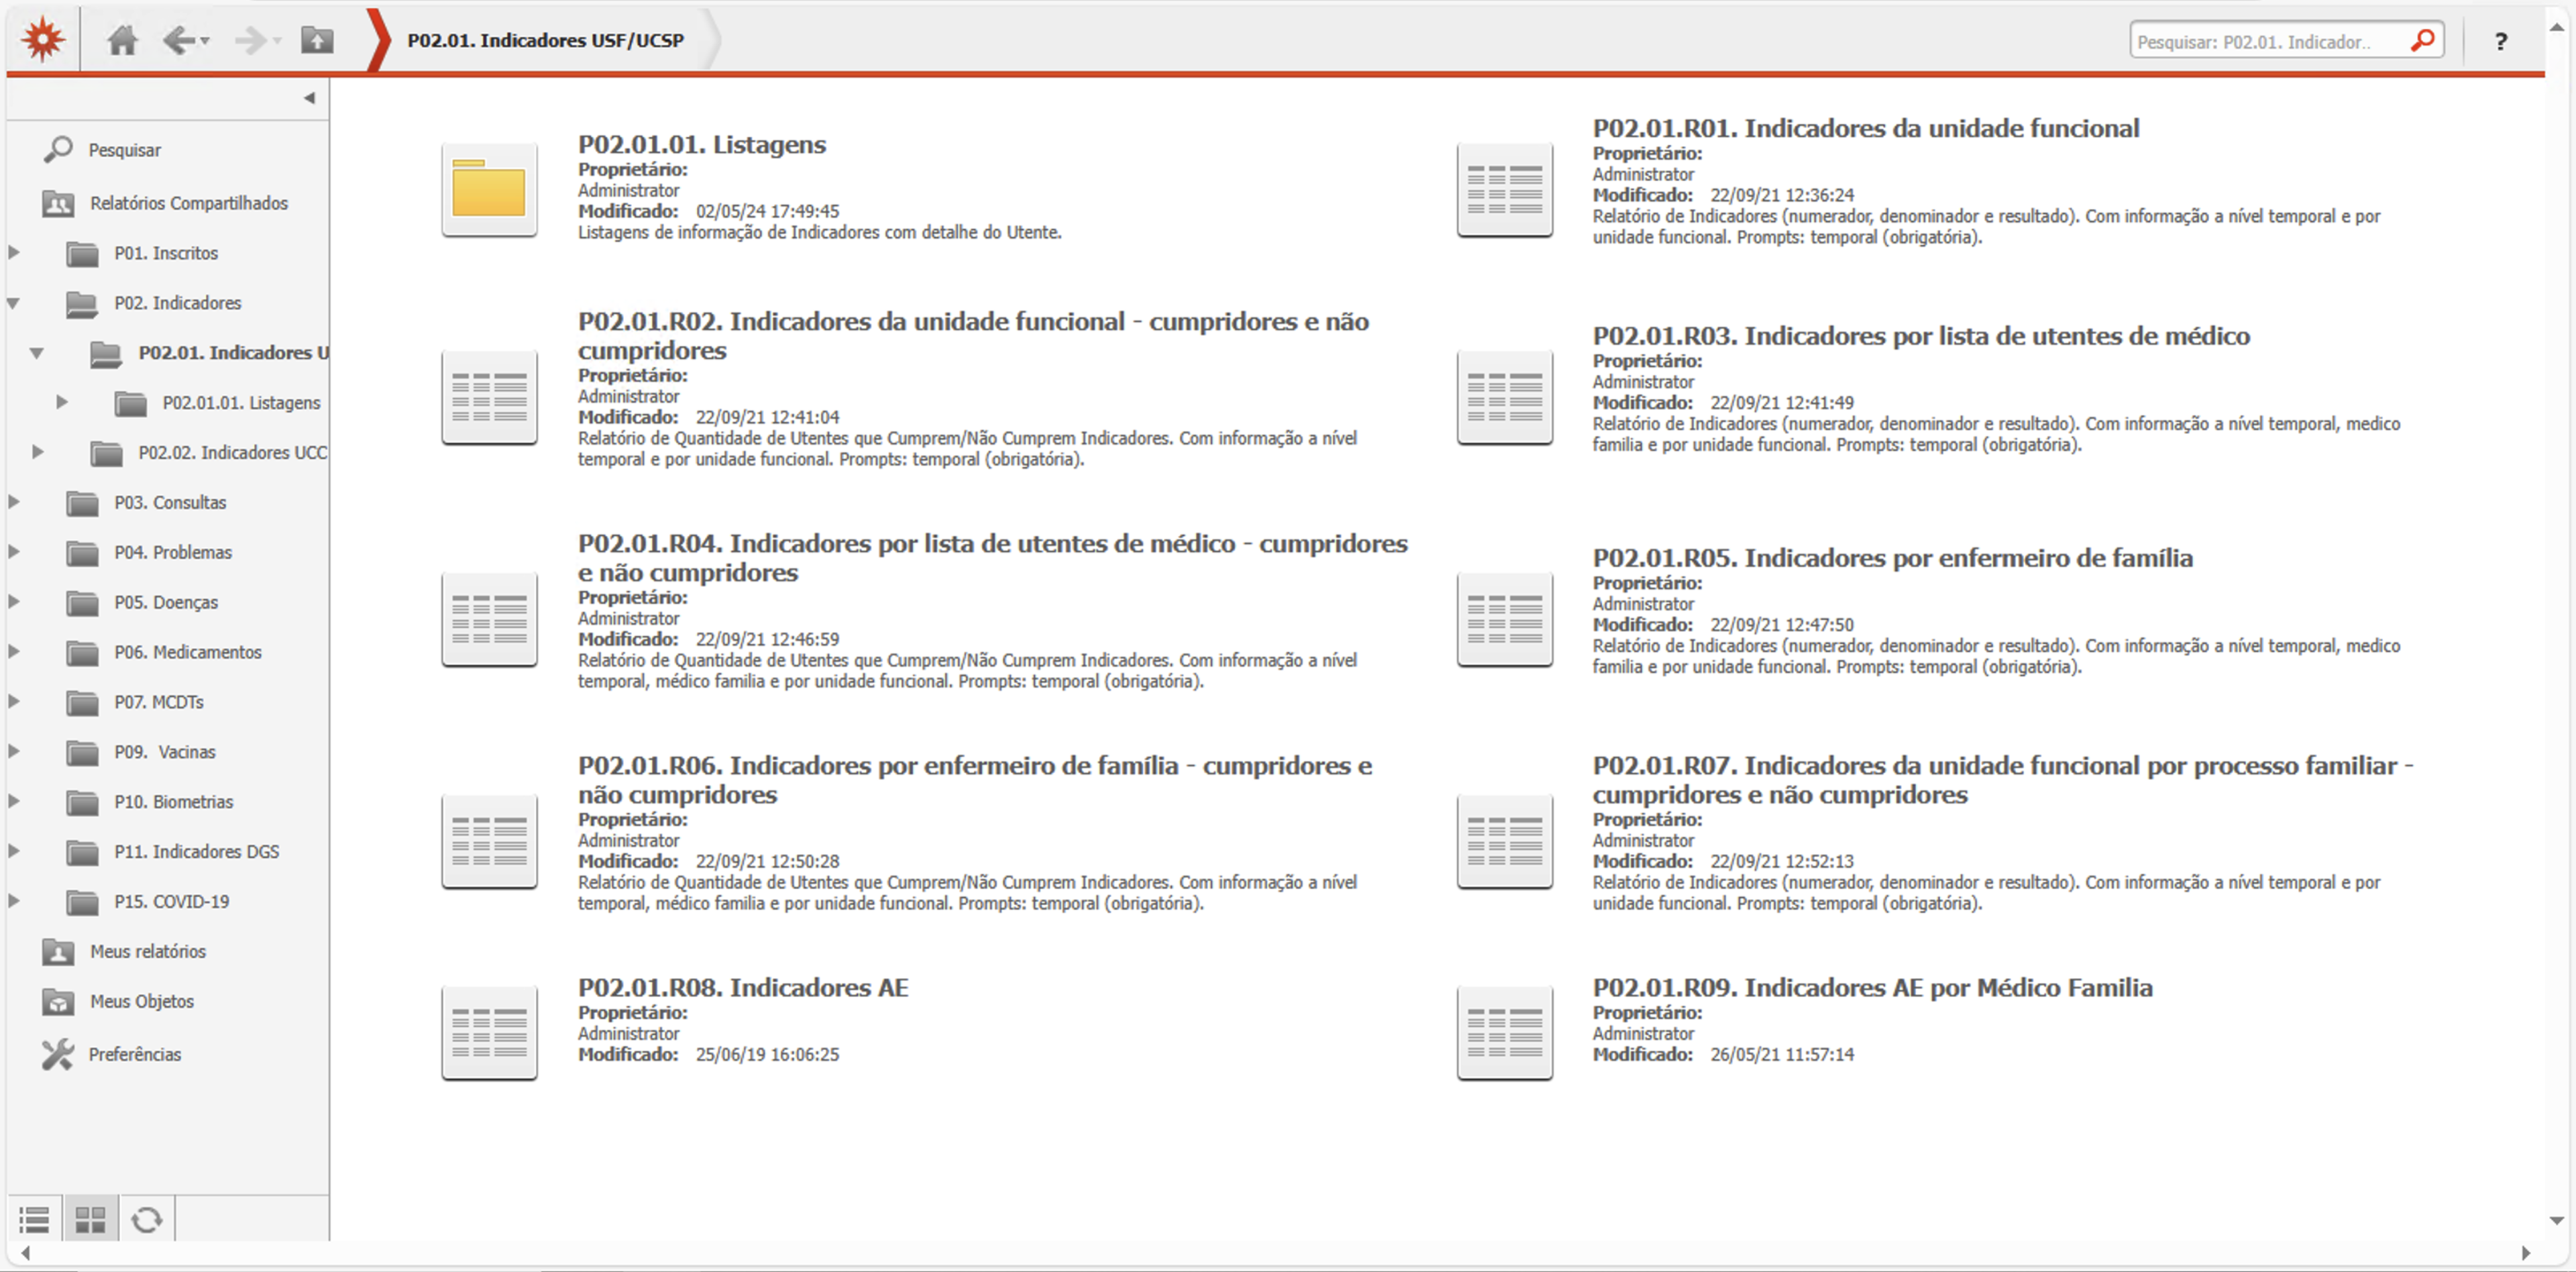 P02.01. Indicadores USF/UCSP
Pesquisar: P02.01. Indicador..
?
Pesquisar
Relatórios Compartilhados
P01. Inscritos
P02. Indicadores
P02.01. Indicadores U
P02.01.01. Listagens
P02.02. Indicadores UCC
P03. Consultas
P04. Problemas
P05. Doenças
P06. Medicamentos
P07. MCDTs
P09. Vacinas
P10. Biometrias
P11. Indicadores DGS
P15. COVID-19
Meus relatórios
Meus Objetos
Preferências
P02.01.01. Listagens
Proprietário:
Administrator
Modificado: 02/05/24 17:49:45
Listagens de informação de Indicadores com detalhe do Utente.
P02.01.R01. Indicadores da unidade funcional
Proprietário:
Administrator
Modificado: 22/09/21 12:36:24
Relatório de Indicadores (numerador, denominador e resultado). Com informação a nível temporal e por
unidade funcional. Prompts: temporal (obrigatória).
P02.01.R02. Indicadores da unidade funcional - cumpridores e não
cumpridores
Proprietário:
Administrator
Modificado: 22/09/21 12:41:04
Relatório de Quantidade de Utentes que Cumprem/Não Cumprem Indicadores. Com informação a nível
temporal e por unidade funcional. Prompts: temporal (obrigatória).
P02.01.R03. Indicadores por lista de utentes de médico
Proprietário:
Administrator
Modificado: 22/09/21 12:41:49
Relatório de Indicadores (numerador, denominador e resultado). Com informação a nível temporal, medico
familia e por unidade funcional. Prompts: temporal (obrigatória).
P02.01.R04. Indicadores por lista de utentes de médico - cumpridores
e não cumpridores
Proprietário:
Administrator
Modificado: 22/09/21 12:46:59
Relatório de Quantidade de Utentes que Cumprem/Não Cumprem Indicadores. Com informação a nível
temporal, médico familia e por unidade funcional. Prompts: temporal (obrigatória).
P02.01.R05. Indicadores por enfermeiro de família
Proprietário:
Administrator
Modificado: 22/09/21 12:47:50
Relatório de Indicadores (numerador, denominador e resultado). Com informação a nível temporal, medico
familia e por unidade funcional. Prompts: temporal (obrigatória).
P02.01.R06. Indicadores por enfermeiro de família - cumpridores e
não cumpridores
Proprietário:
Administrator
Modificado: 22/09/21 12:50:28
Relatório de Quantidade de Utentes que Cumprem/Não Cumprem Indicadores. Com informação a nível
temporal, médico familia e por unidade funcional. Prompts: temporal (obrigatória).
P02.01.R07. Indicadores da unidade funcional por processo familiar -
cumpridores e não cumpridores
Proprietário:
Administrator
Modificado: 22/09/21 12:52:13
Relatório de Indicadores (numerador, denominador e resultado). Com informação a nível temporal e por
unidade funcional. Prompts: temporal (obrigatória).
P02.01.R08. Indicadores AE
Proprietário:
Administrator
Modificado: 25/06/19 16:06:25
P02.01.R09. Indicadores AE por Médico Familia
Proprietário:
Administrator
Modificado: 26/05/21 11:57:14